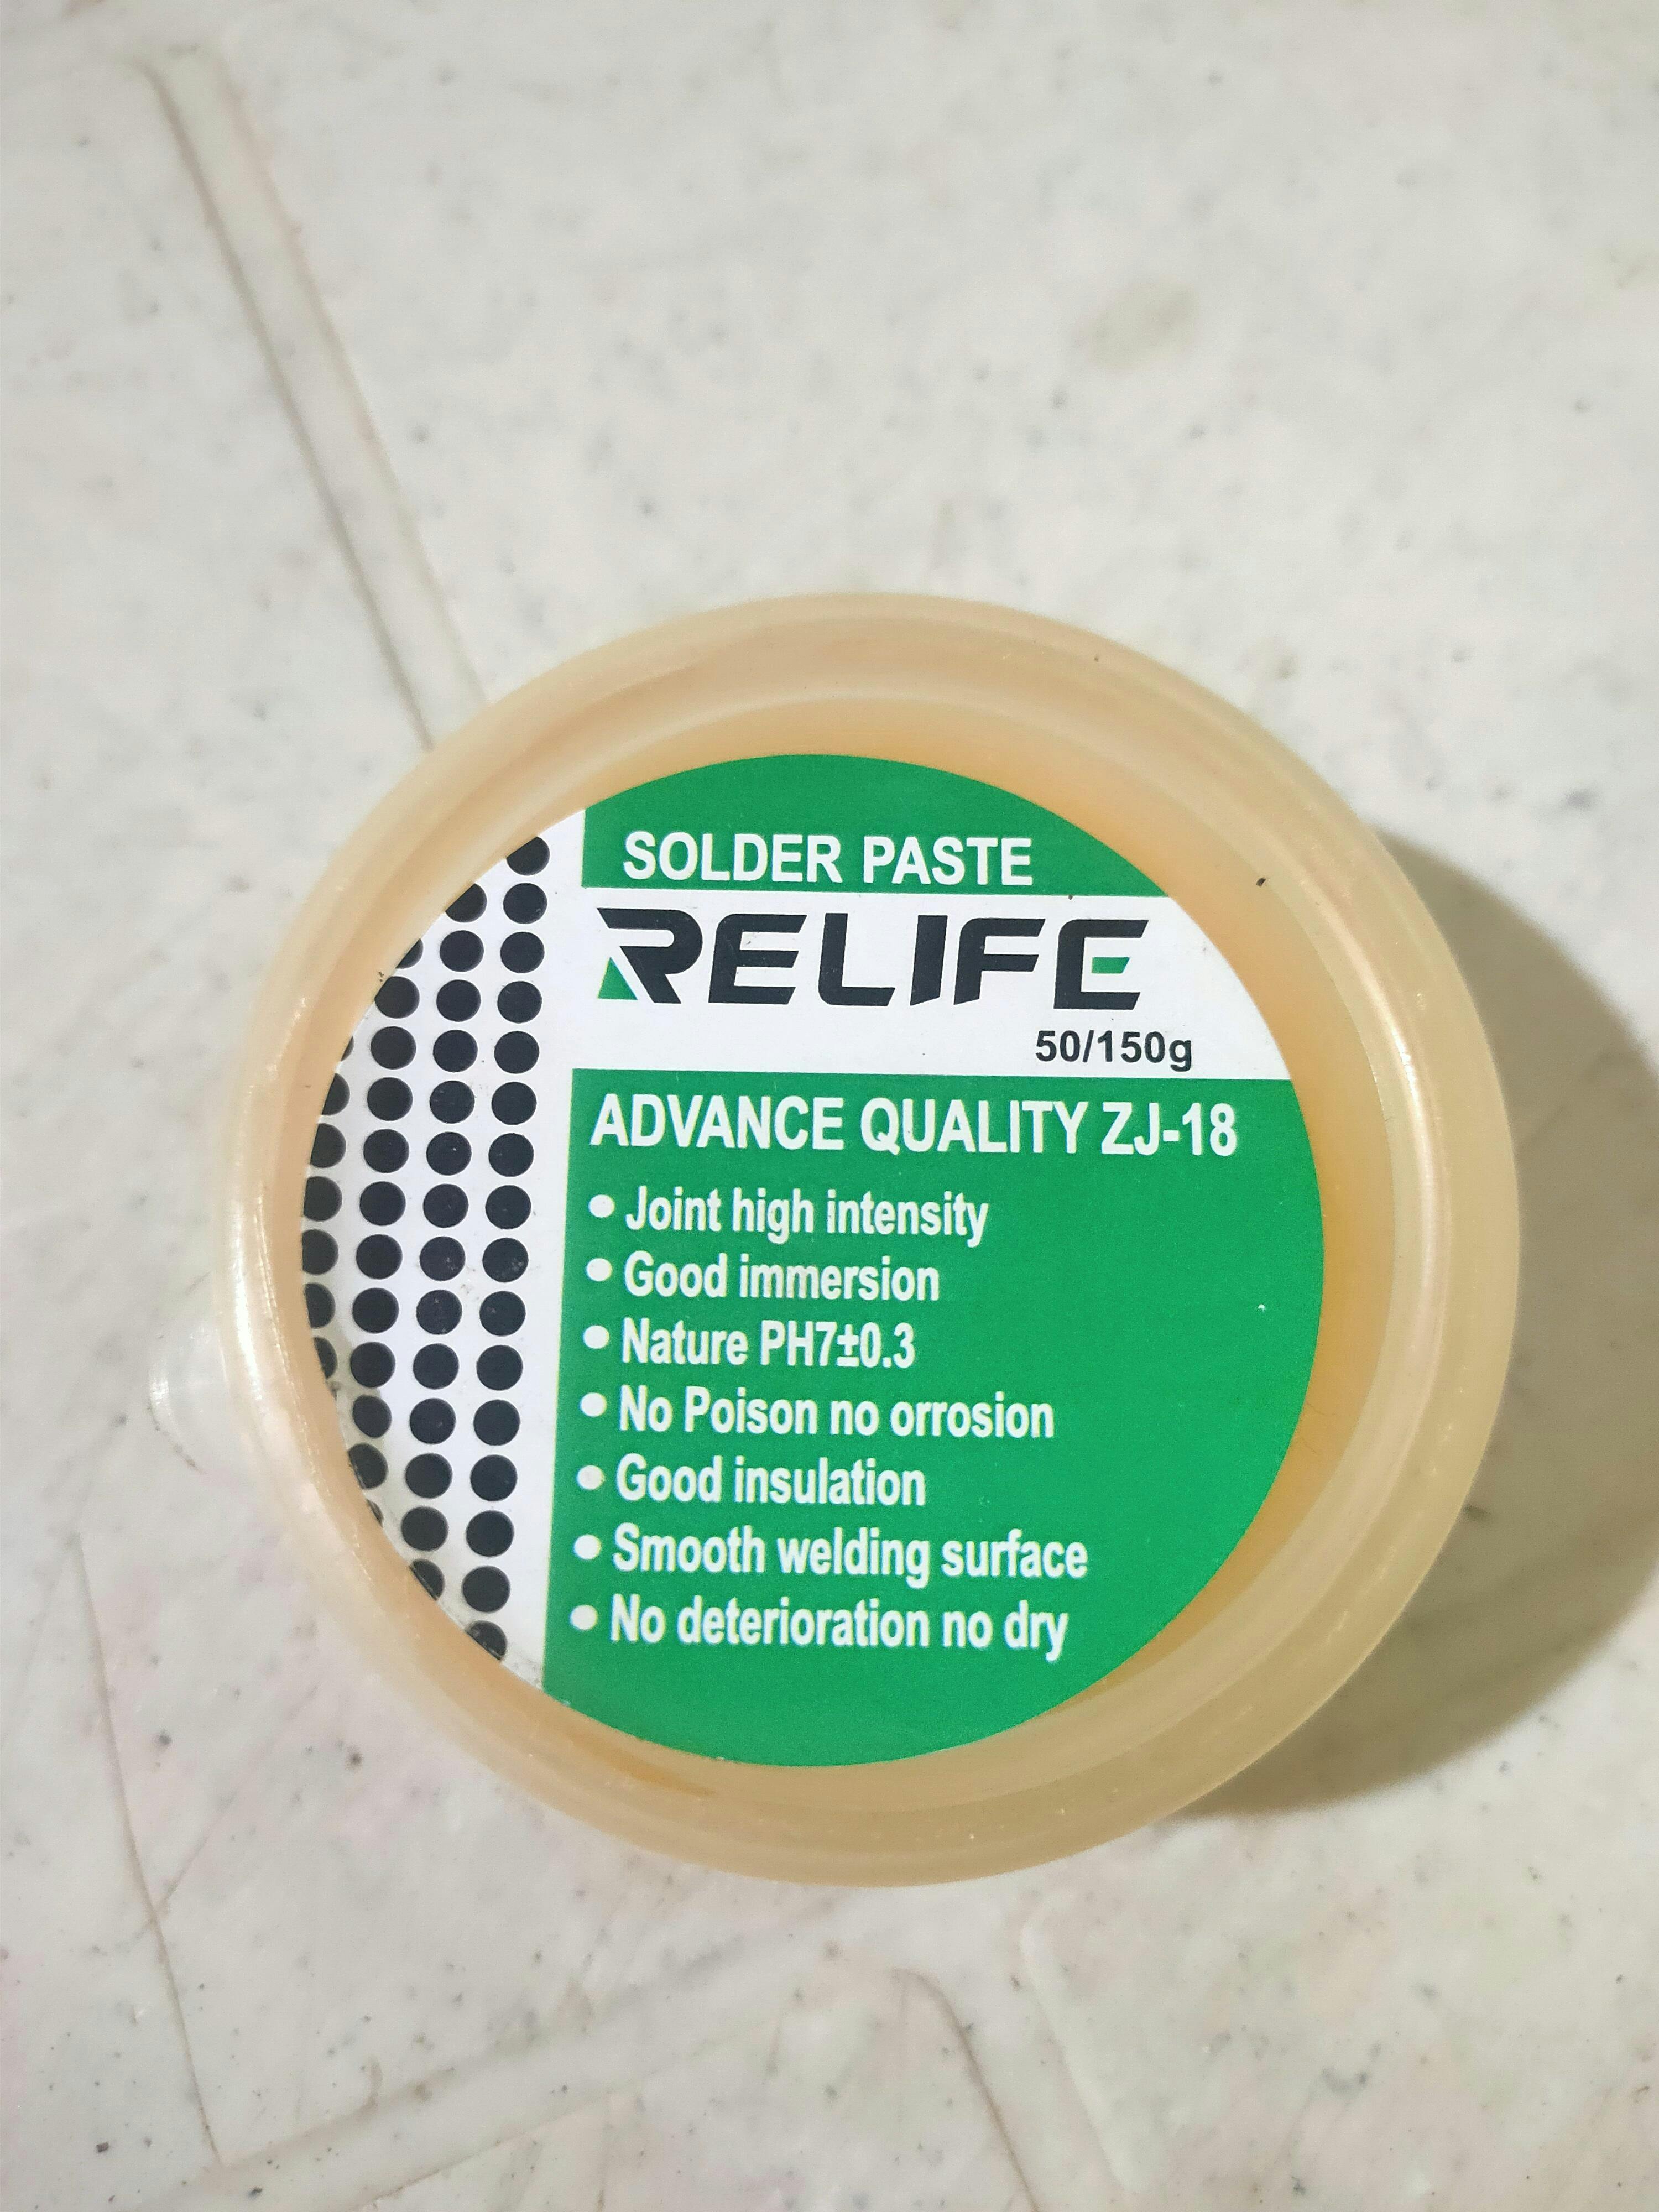 SOLDER PASTE
RELIFE
50/150g
ADVANCE QUALITY ZJ-18
• Joint high intensity
• Good immersion
• Nature PH7±0.3
• No Poison no orrosion
• Good insulation
• Smooth welding surface
• No deterioration no dry